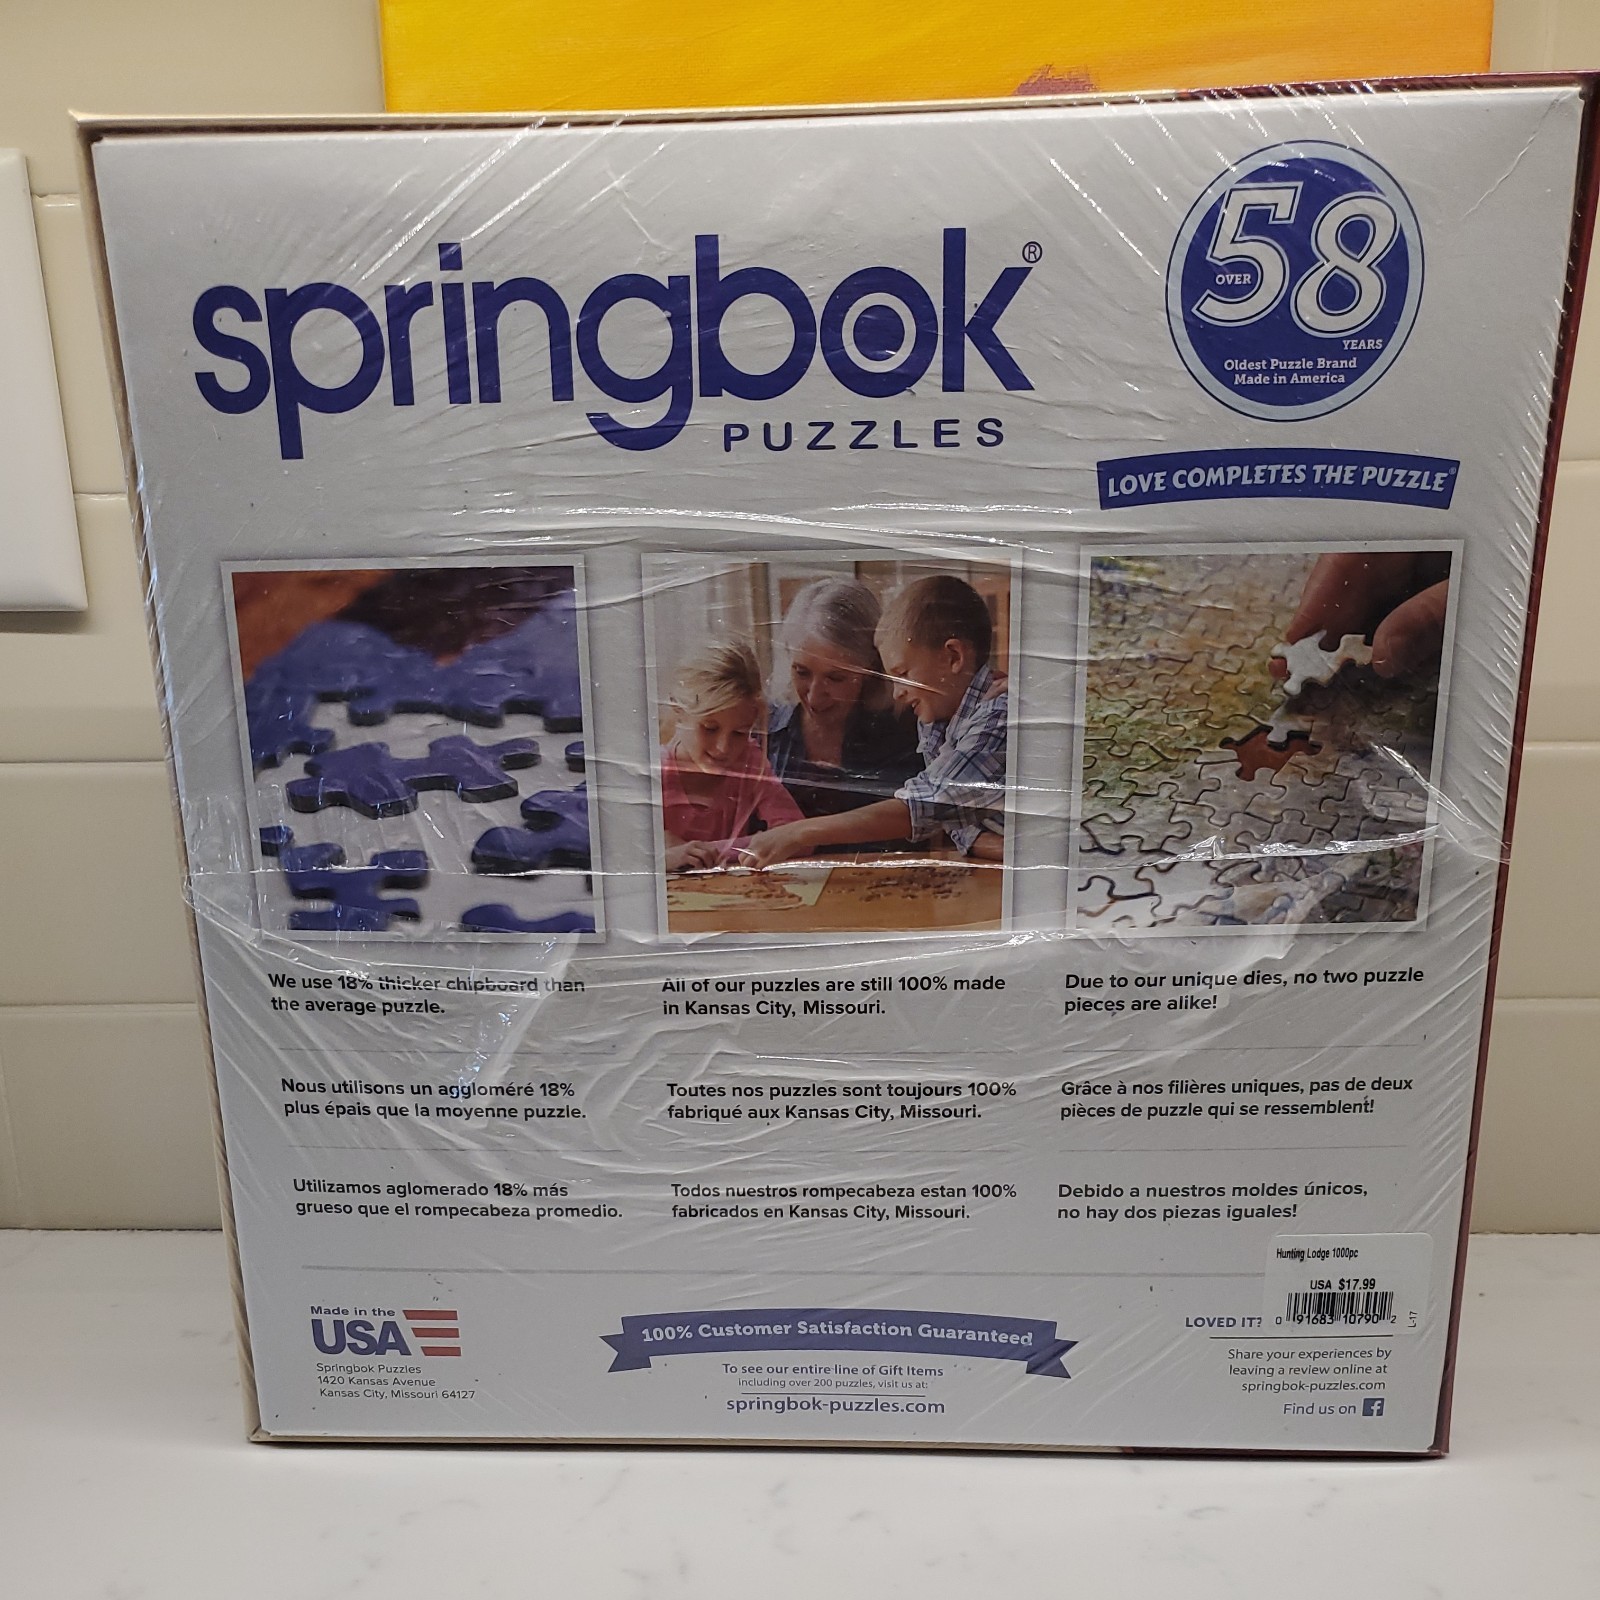 springbok®
PUZZLES
OVER
58
YEARS
Oldest Puzzle Brand
Made in America
LOVE COMPLETES THE PUZZLE®
We use 18% thicker chipboard than
the average puzzle.
All of our puzzles are still 100% made
in Kansas City, Missouri.
Due to our unique dies, no two puzzle
pieces are alike!
Nous utilisons un aggloméré 18%
plus épais que la moyenne puzzle.
Toutes nos puzzles sont toujours 100%
fabriqué aux Kansas City, Missouri.
Grâce à nos filières uniques, pas de deux
pièces de puzzle qui se ressemblent!
Utilizamos aglomerado 18% más
grueso que el rompecabeza promedio.
Todos nuestros rompecabeza estan 100%
fabricados en Kansas City, Missouri.
Debido a nuestros moldes únicos,
no hay dos piezas iguales!
Made in the
USA
Springbok Puzzles
1420 Kansas Avenue
Kansas City, Missouri 64127
100% Customer Satisfaction Guaranteed
To see our entire line of Gift Items
including over 200 puzzles, visit us at:
springbok-puzzles.com
Hunting Lodge 1000pc
USA $17.99
0 91683 10790 2
L-17
LOVED IT?
Share your experiences by
leaving a review online at
springbok-puzzles.com
Find us on f